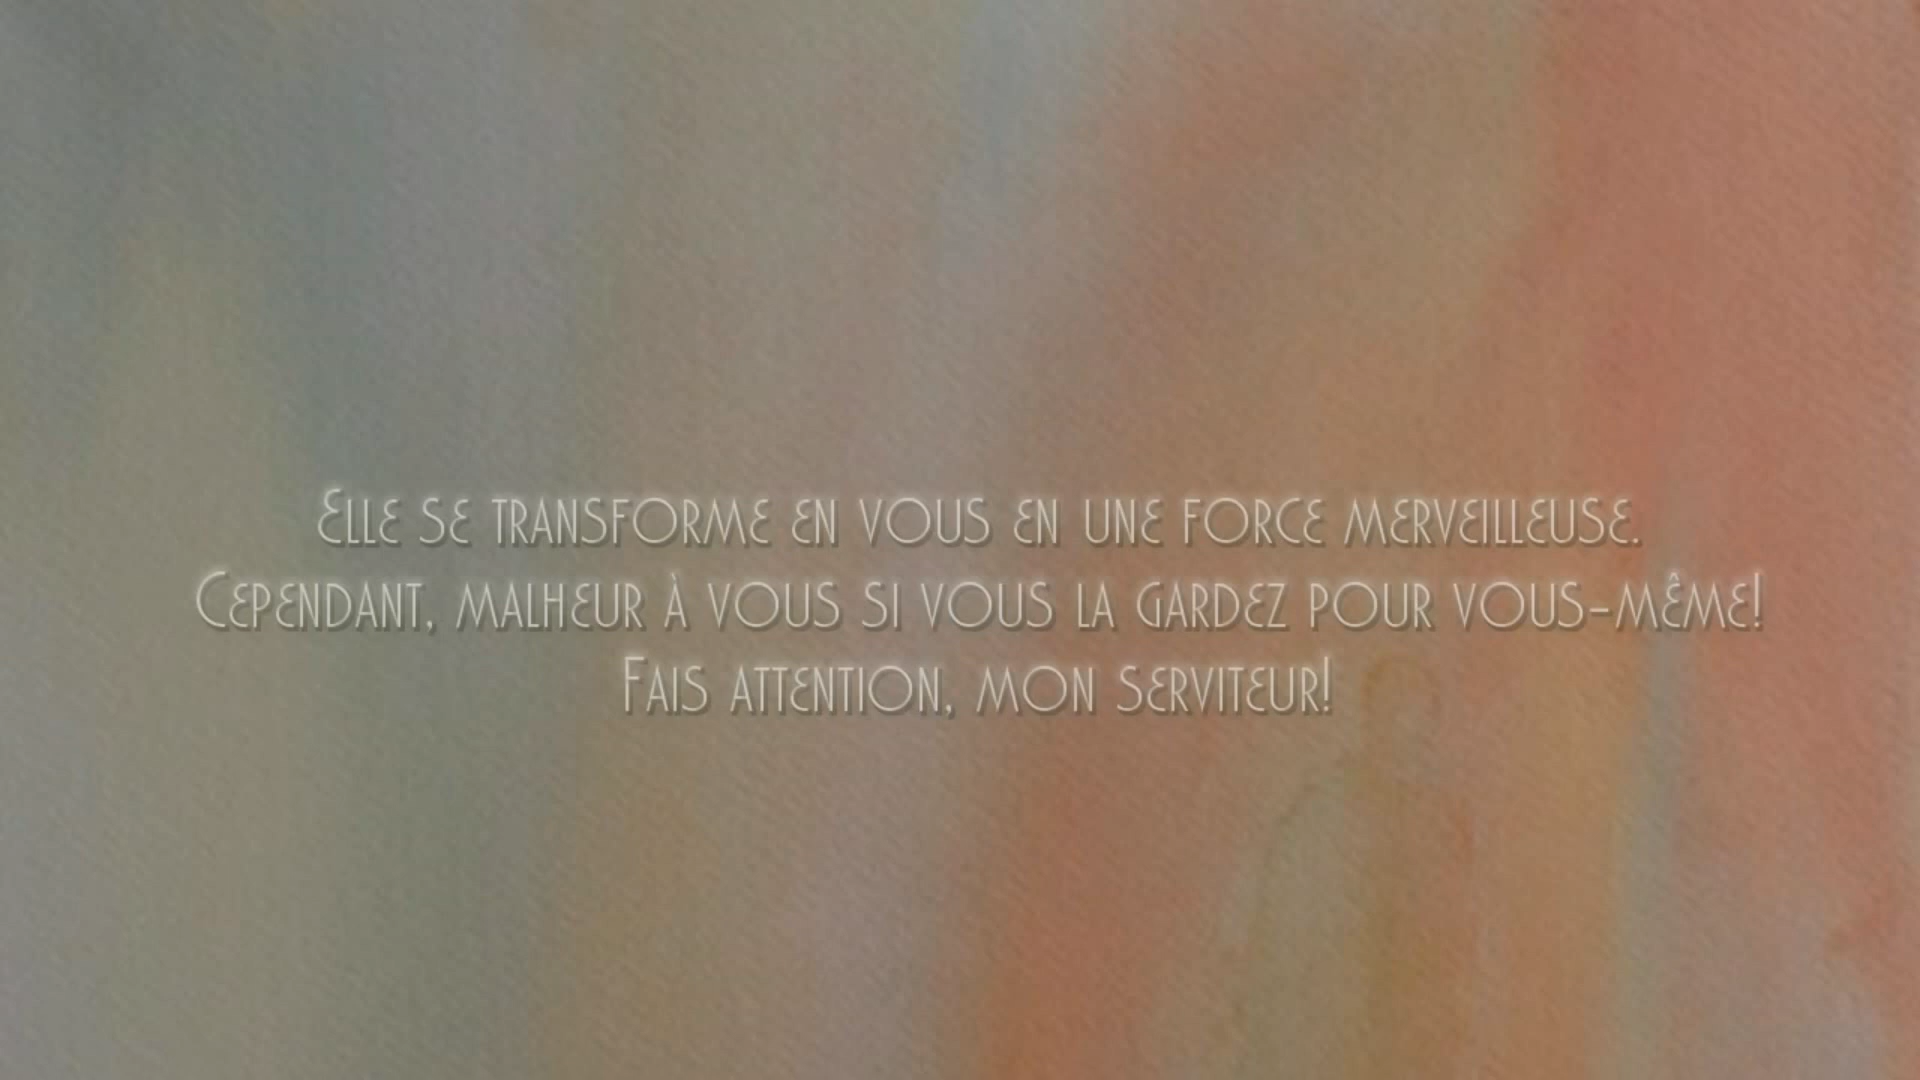 Elle se transforme en vous en une force merveilleuse.
Cependant, malheur à vous si vous la gardez pour vous-même!
Fais attention, mon serviteur!